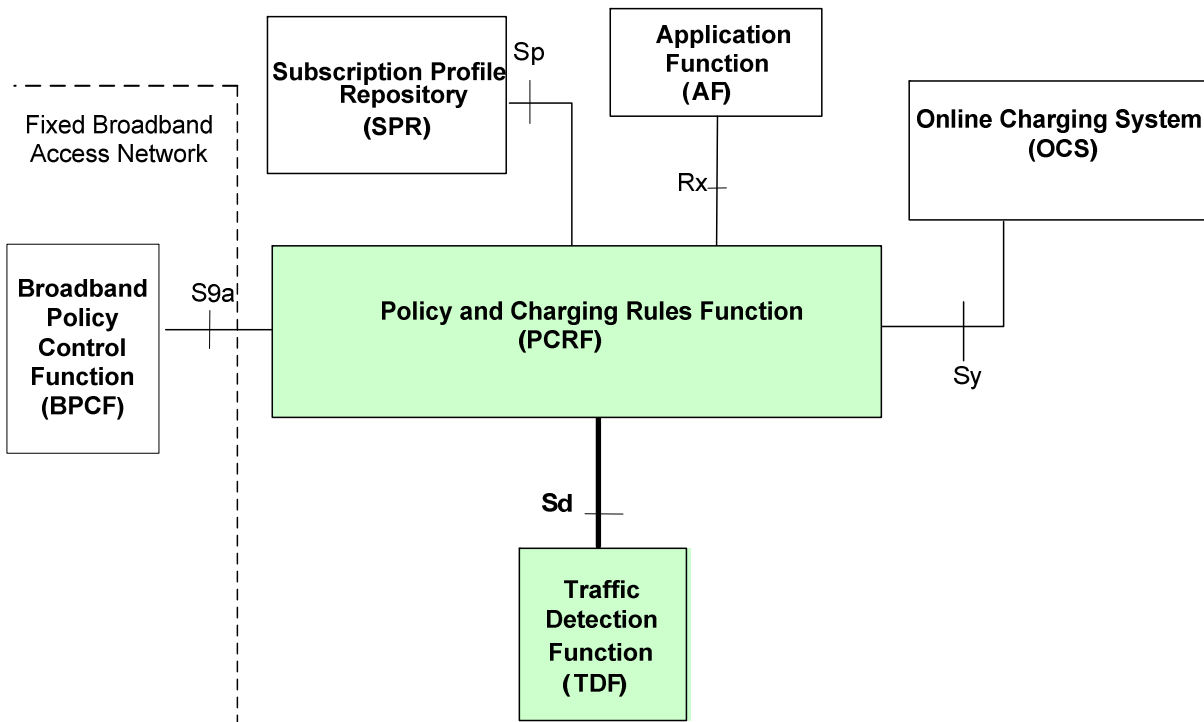 Sp
Subscription Profile
Repository
(SPR)
Application
Function
(AF)
Online Charging System
(OCS)
Fixed Broadband
Access Network
Rx
Broadband
Policy
Control
Function
(BPCF)
S9a
Policy and Charging Rules Function
(PCRF)
Sy
Sd
Traffic
Detection
Function
(TDF)